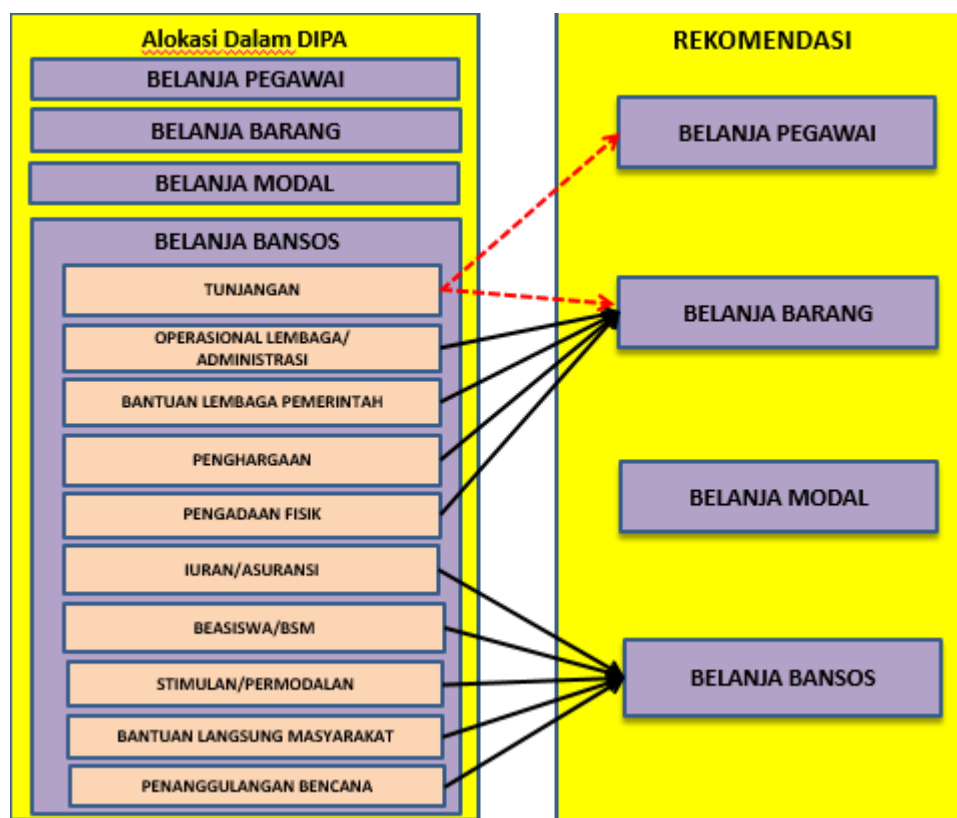 Alokasi Dalam DIPA
BELANJA PEGAWAI
BELANJA BARANG
BELANJA MODAL
BELANJA BANSOS
TUNJANGAN
OPERASIONAL LEMBAGA/
ADMINISTRASI
BANTUAN LEMBAGA PEMERINTAH
PENGHARGAAN
PENGADAAN FISIK
IURAN/ASURANSI
BEASISWA/BSM
STIMULAN/PERMODALAN
BANTUAN LANGSUNG MASYARAKAT
PENANGGULANGAN BENCANA
REKOMENDASI
BELANJA PEGAWAI
BELANJA BARANG
BELANJA MODAL
BELANJA BANSOS